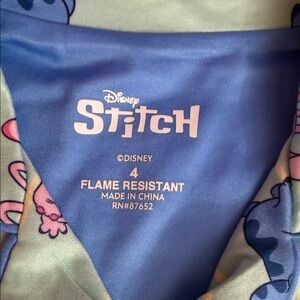 Disney
Stitch
©DISNEY
4
FLAME RESISTANT
MADE IN CHINA
RN#87652